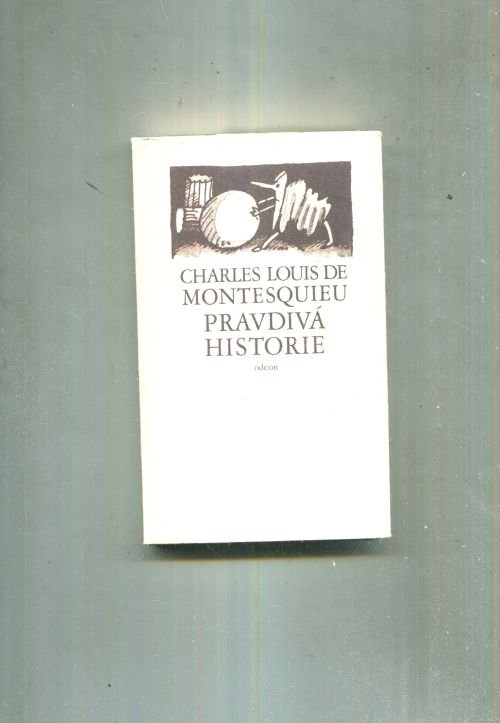 CHARLES LOUIS DE
MONTESQUIEU
PRAVDIVÁ
HISTORIE
odeon